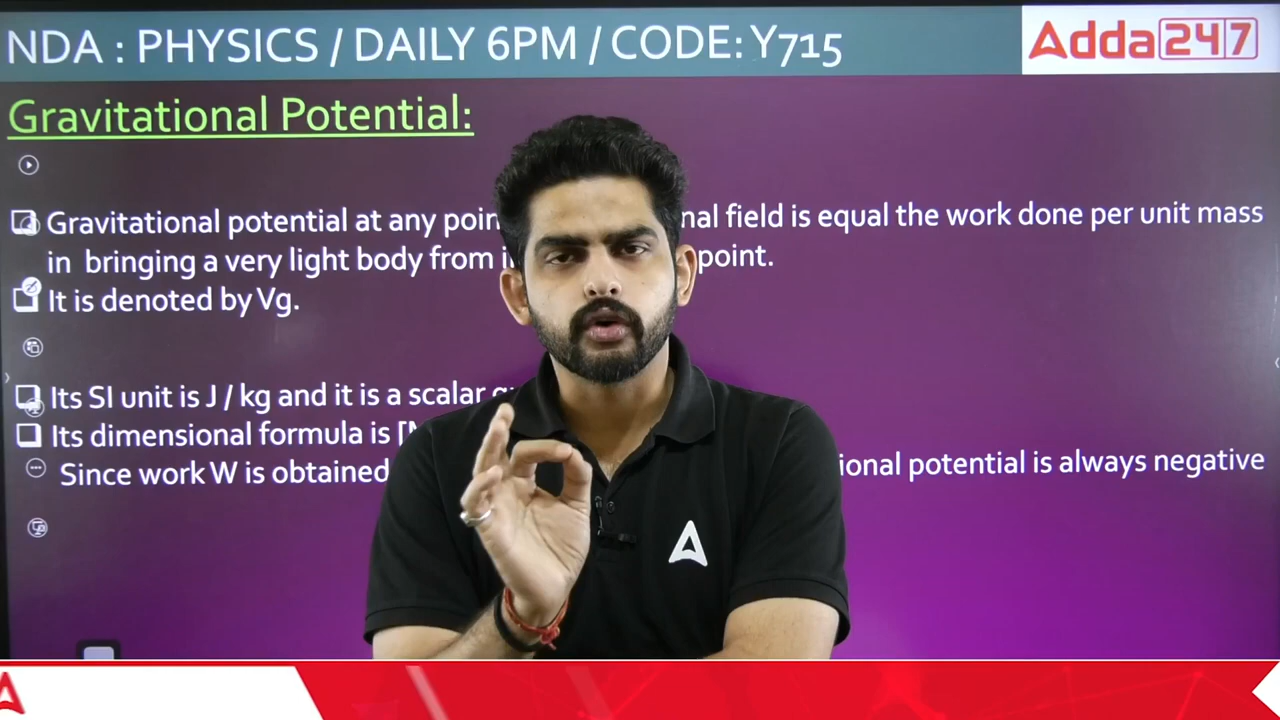 NDA : PHYSICS / DAILY 6PM / CODE: Y715
Adda247
Gravitational Potential:
Gravitational potential at any poin nal field is equal the work done per unit mass
in bringing a very light body from i point.
It is denoted by Vg.
Its SI unit is J / kg and it is a scalar q
Its dimensional formula is [M
Since work W is obtained ional potential is always negative